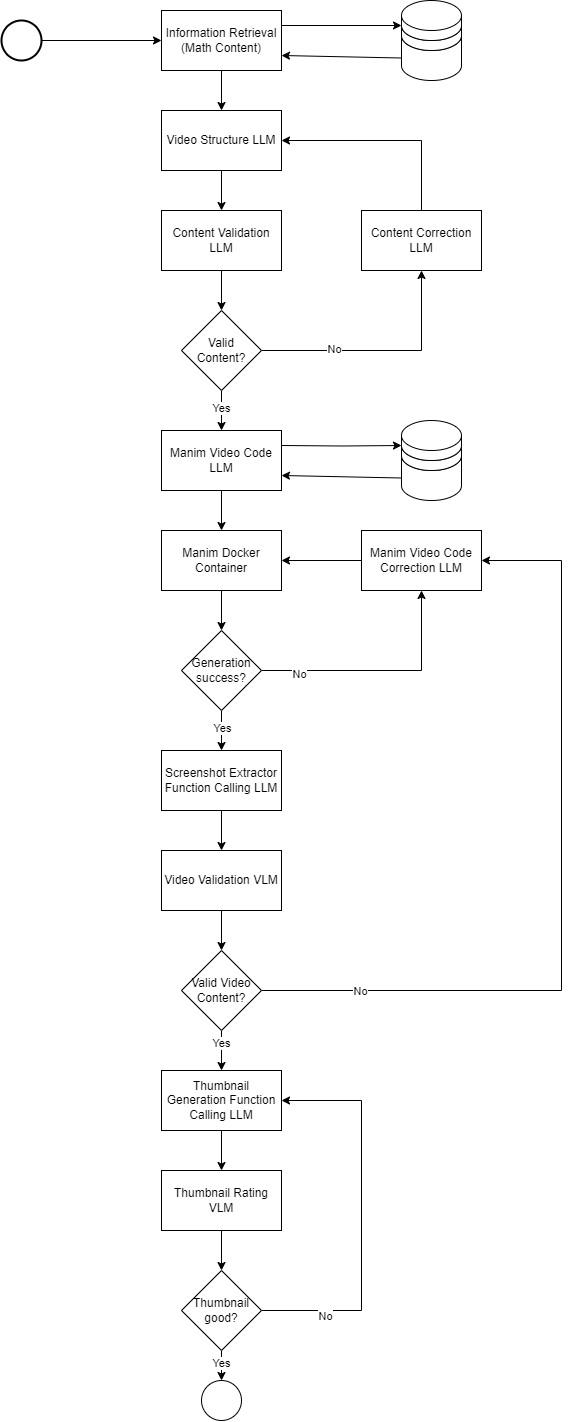 Information Retrieval
(Math Content)
Video Structure LLM
Content Validation
LLM
Content Correction
LLM
Valid
Content?
No
Yes
Manim Video Code
LLM
Manim Docker
Container
Manim Video Code
Correction LLM
Generation
success?
No
Yes
Screenshot Extractor
Function Calling LLM
Video Validation VLM
Valid Video
Content?
No
Yes
Thumbnail
Generation Function
Calling LLM
Thumbnail Rating
VLM
Thumbnail
good?
No
Yes